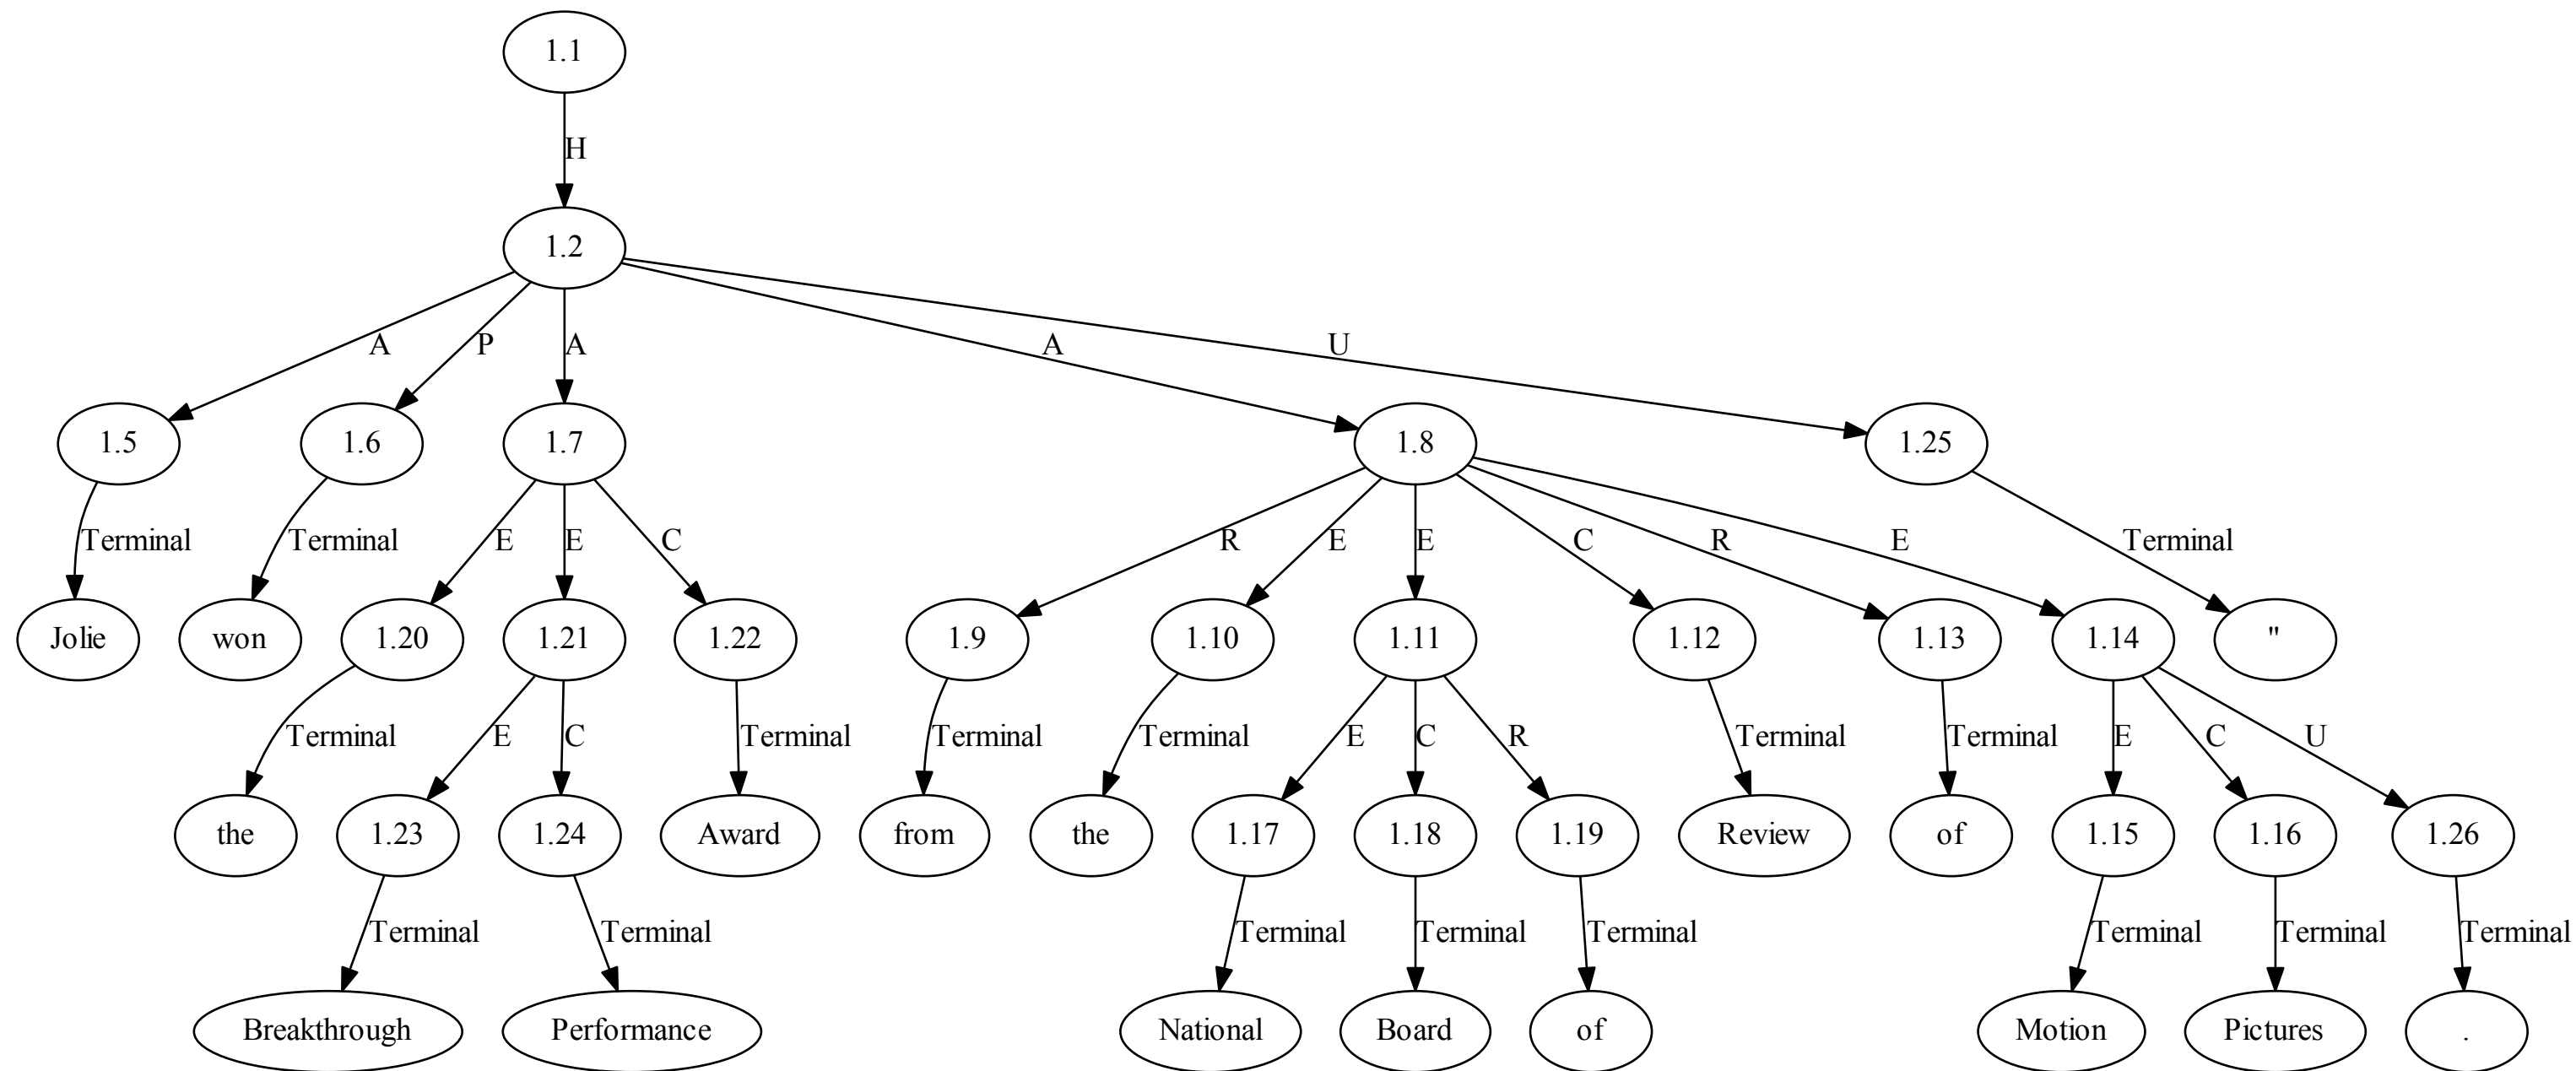 1.1
H
1.2
A P A A U
1.5 1.6 1.7 1.8 1.25
Terminal Terminal E E C R E E C R E Terminal
Jolie won 1.20 1.21 1.22 1.9 1.10 1.11 1.12 1.13 1.14 "
Terminal E C Terminal Terminal Terminal E C R Terminal Terminal E C U
the 1.23 1.24 Award from the 1.17 1.18 1.19 Review of 1.15 1.16 1.26
Terminal Terminal Terminal Terminal Terminal Terminal Terminal Terminal
Breakthrough Performance National Board of Motion Pictures .